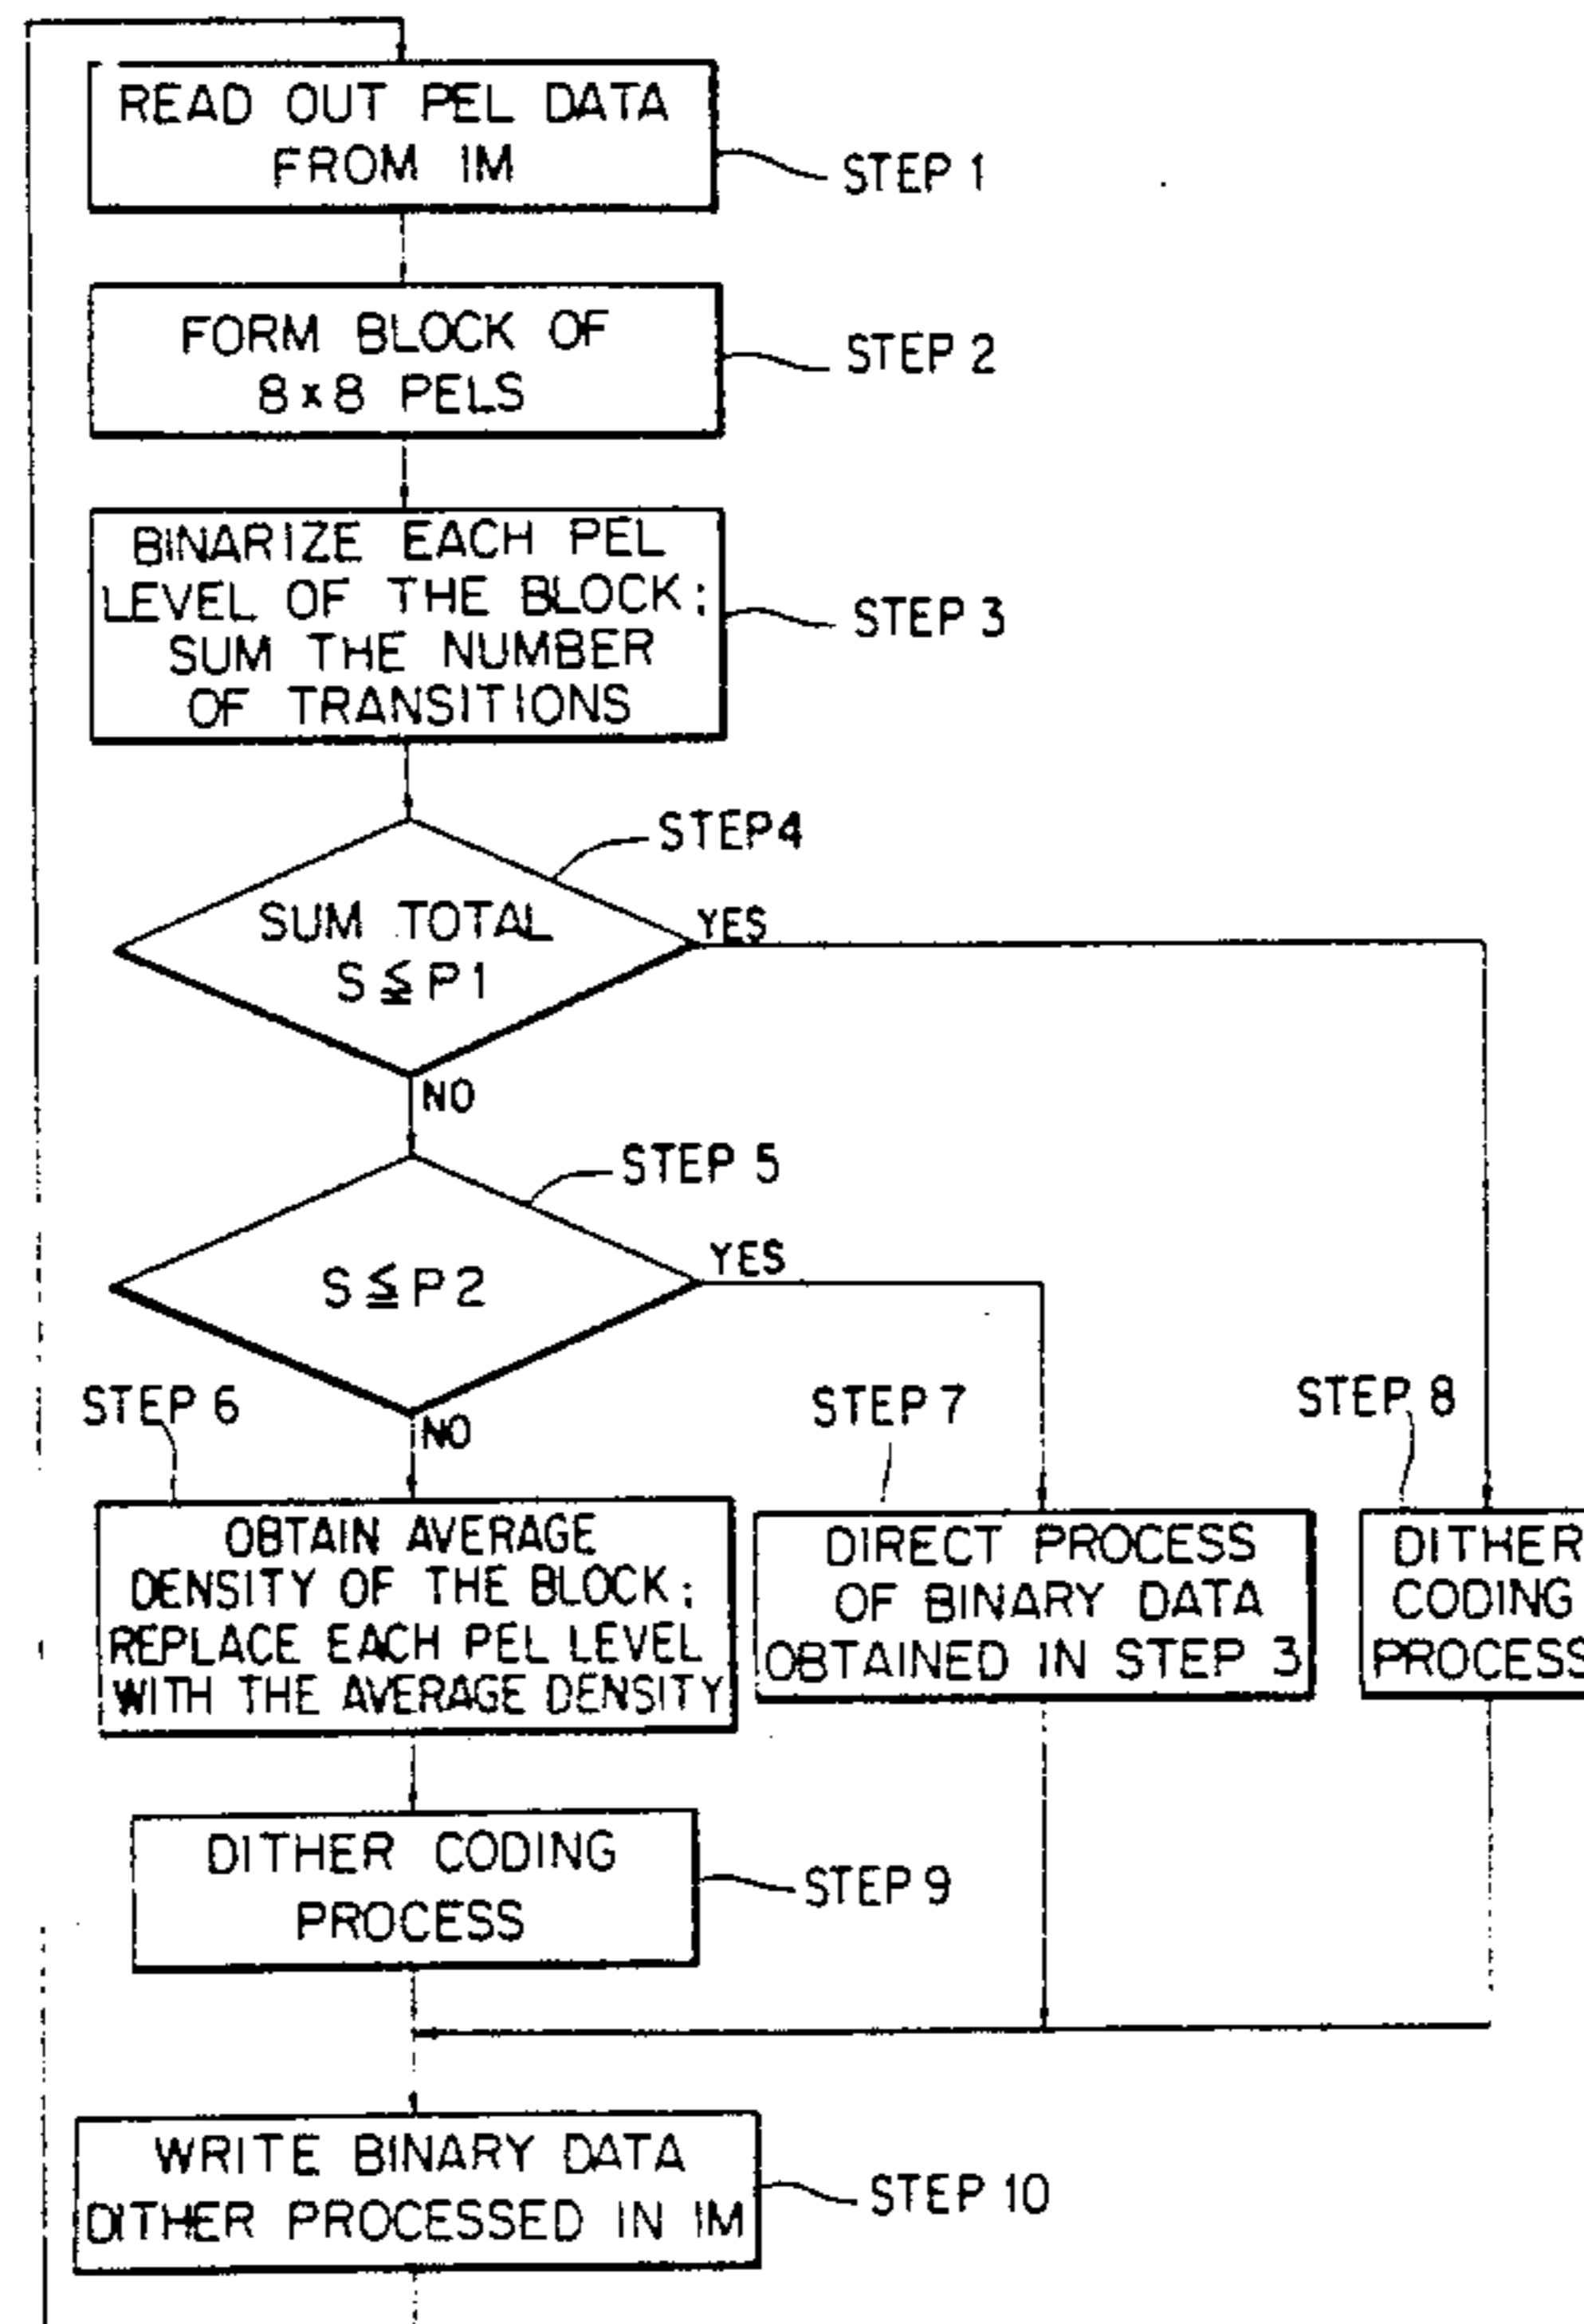 READ OUT PEL DATA
FROM IM
STEP 1
FORM BLOCK OF
8×8 PELS
STEP 2
BINARIZE EACH PEL
LEVEL OF THE BLOCK;
SUM THE NUMBER
OF TRANSITIONS
STEP 3
STEP4
SUM TOTAL
S≦P1
YES
NO
STEP 5
S≦P2
YES
NO
STEP 6
OBTAIN AVERAGE
DENSITY OF THE BLOCK;
REPLACE EACH PEL LEVEL
WITH THE AVERAGE DENSITY
STEP 7
DIRECT PROCESS
OF BINARY DATA
OBTAINED IN STEP 3
STEP 8
DITHER
CODING
PROCESS
DITHER CODING
PROCESS
STEP 9
WRITE BINARY DATA
DITHER PROCESSED IN IM
STEP 10